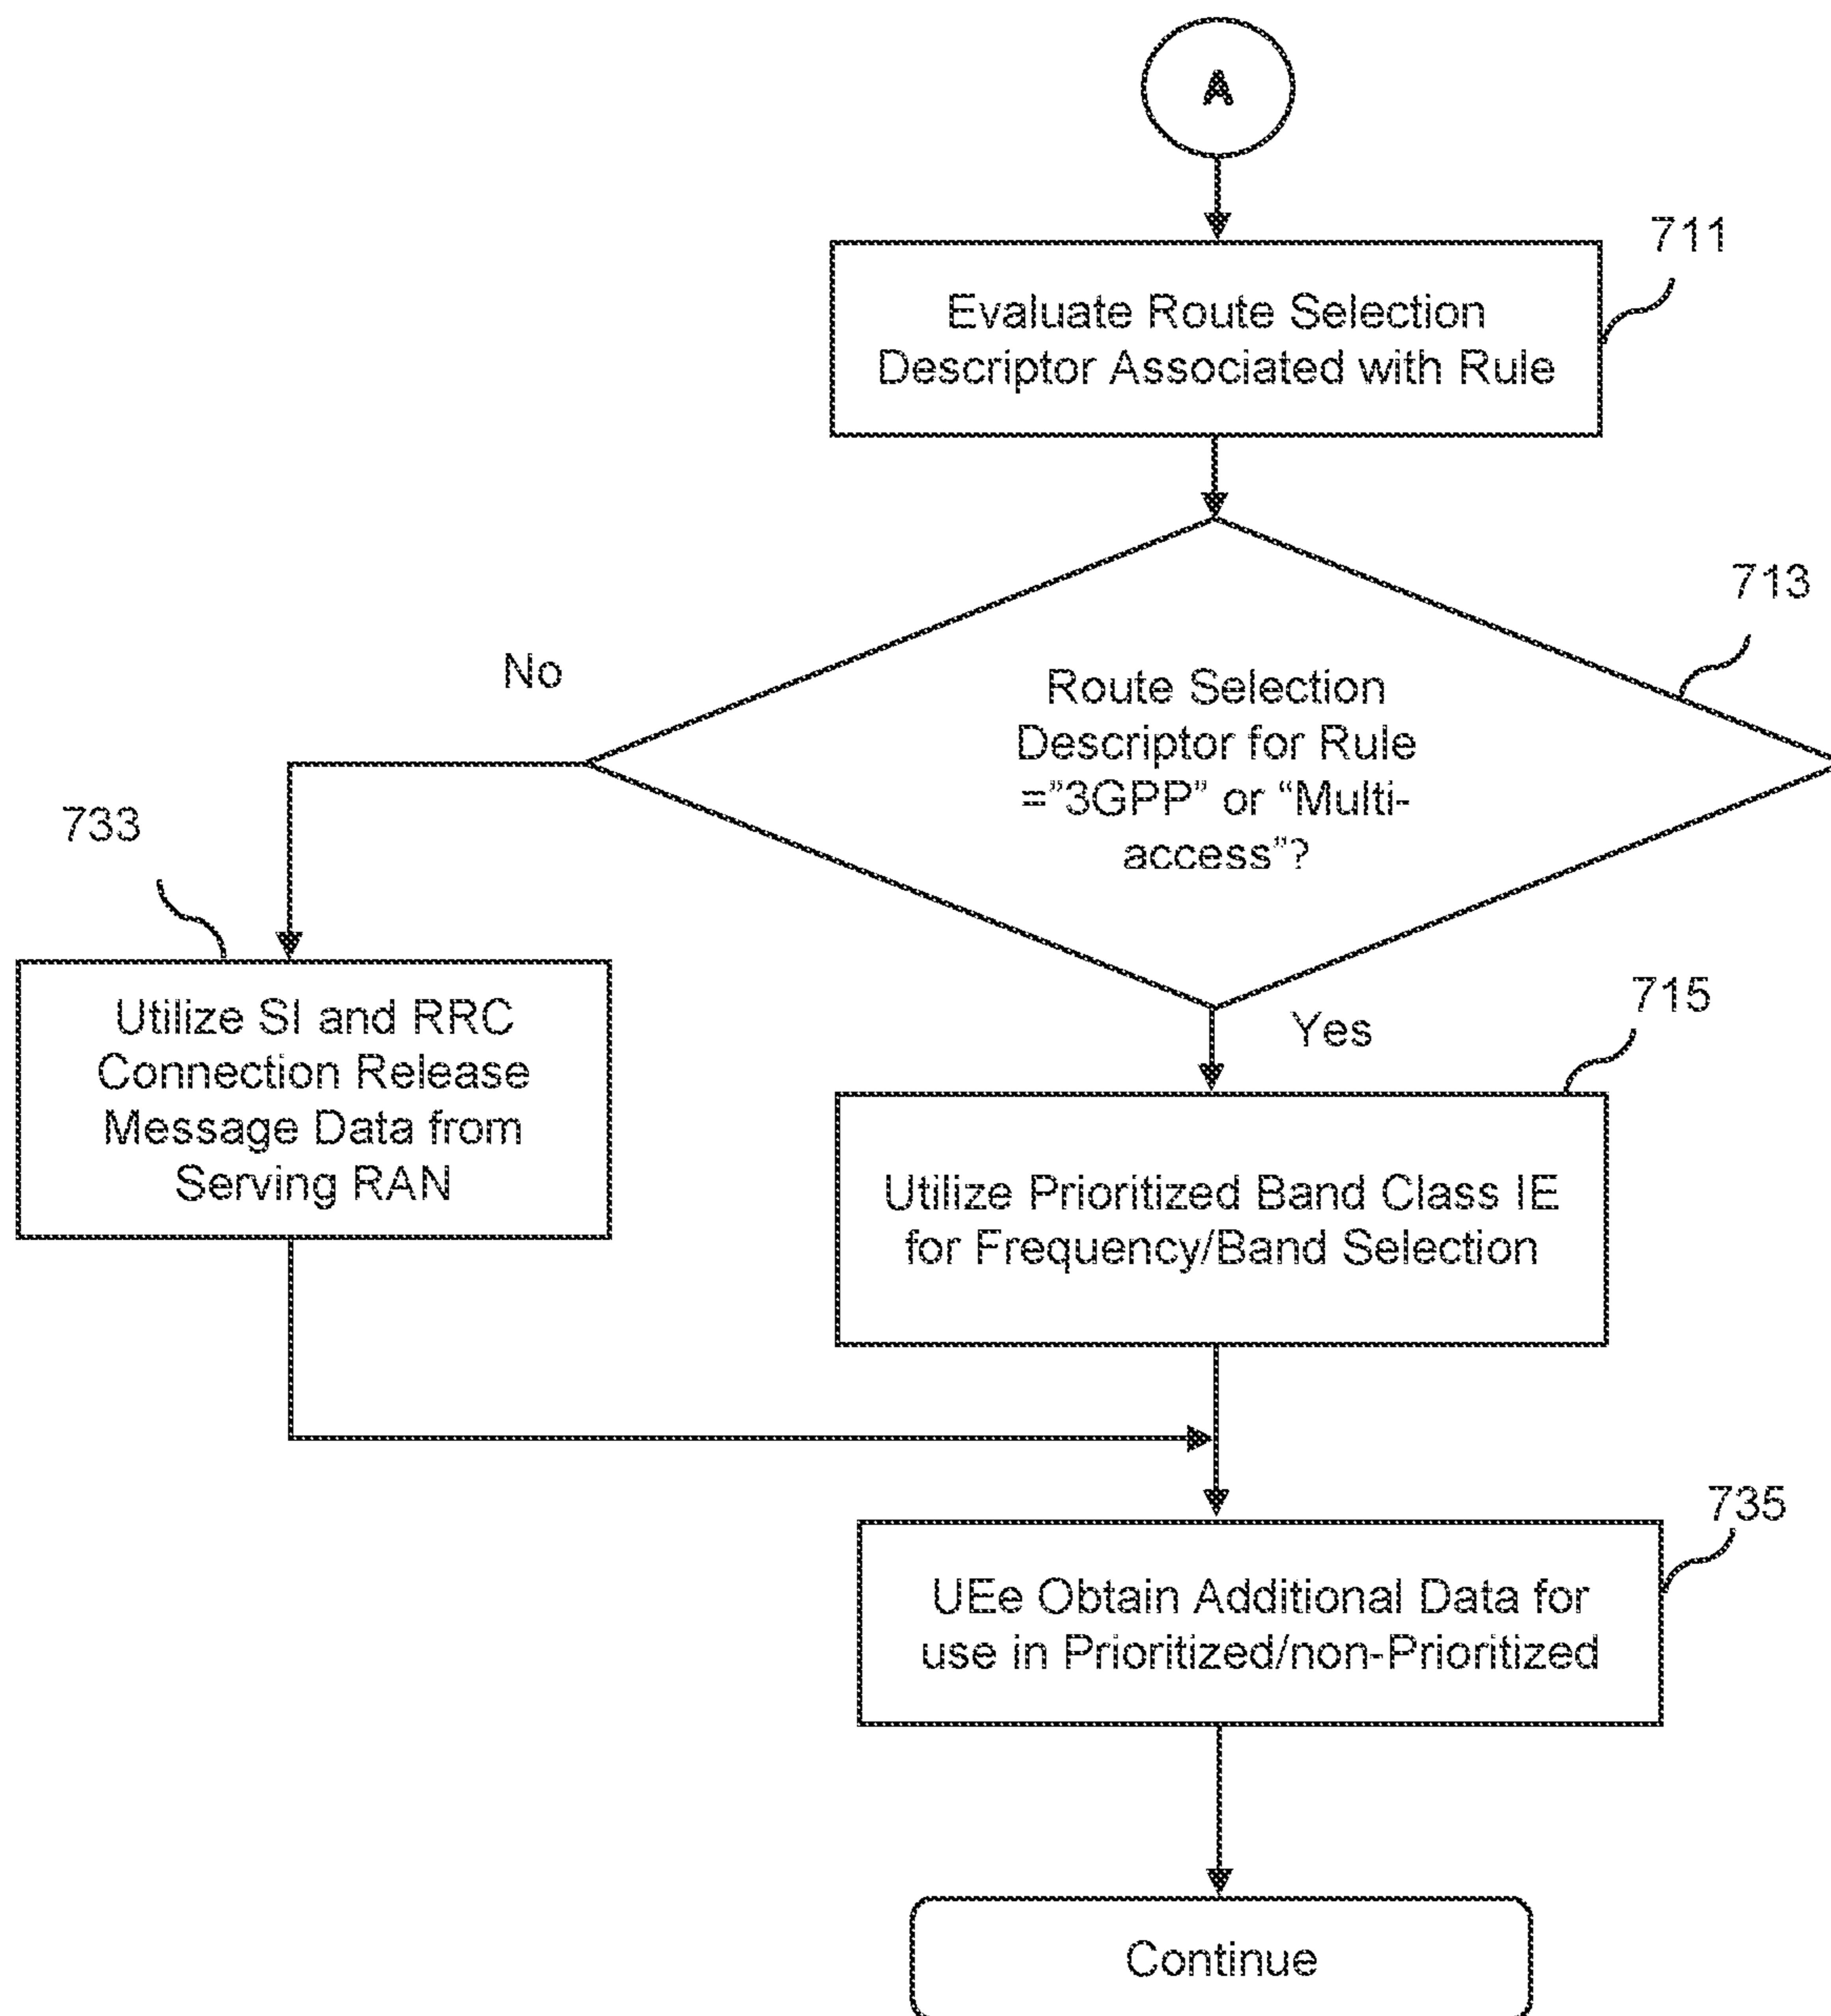 A
711
Evaluate Route Selection
Descriptor Associated with Rule
713
No
Route Selection
Descriptor for Rule
=”3GPP” or “Multi-
access”?
733
Utilize SI and RRC
Connection Release
Message Data from
Serving RAN
Yes
715
Utilize Prioritized Band Class IE
for Frequency/Band Selection
735
UEe Obtain Additional Data for
use in Prioritized/non-Prioritized
Continue